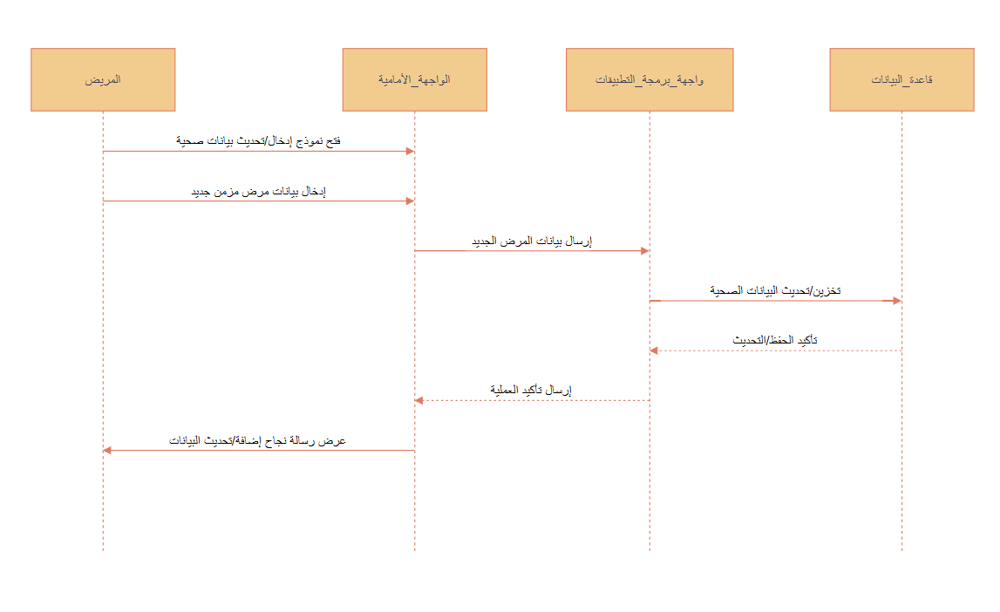 المريض
الواجهة_الأمامية
واجهة_برمجة_التطبيقات
قاعدة_البيانات
فتح نموذج إدخال/تحديث بيانات صحية
إدخال بيانات مرض مزمن جديد
إرسال بيانات المرض الجديد
تخزين/تحديث البيانات الصحية
تأكيد الحفظ/التحديث
إرسال تأكيد العملية
عرض رسالة نجاح إضافة/تحديث البيانات